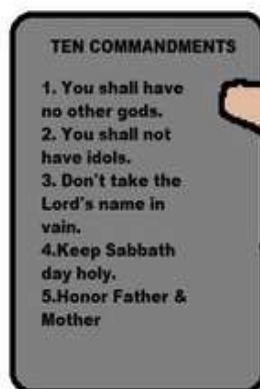 TEN COMMANDMENTS
1. You shall have
no other gods.
2. You shall not
have idols.
3. Don't take the
Lord's name in
vain.
4.Keep Sabbath
day holy.
5.Honor Father &
Mother